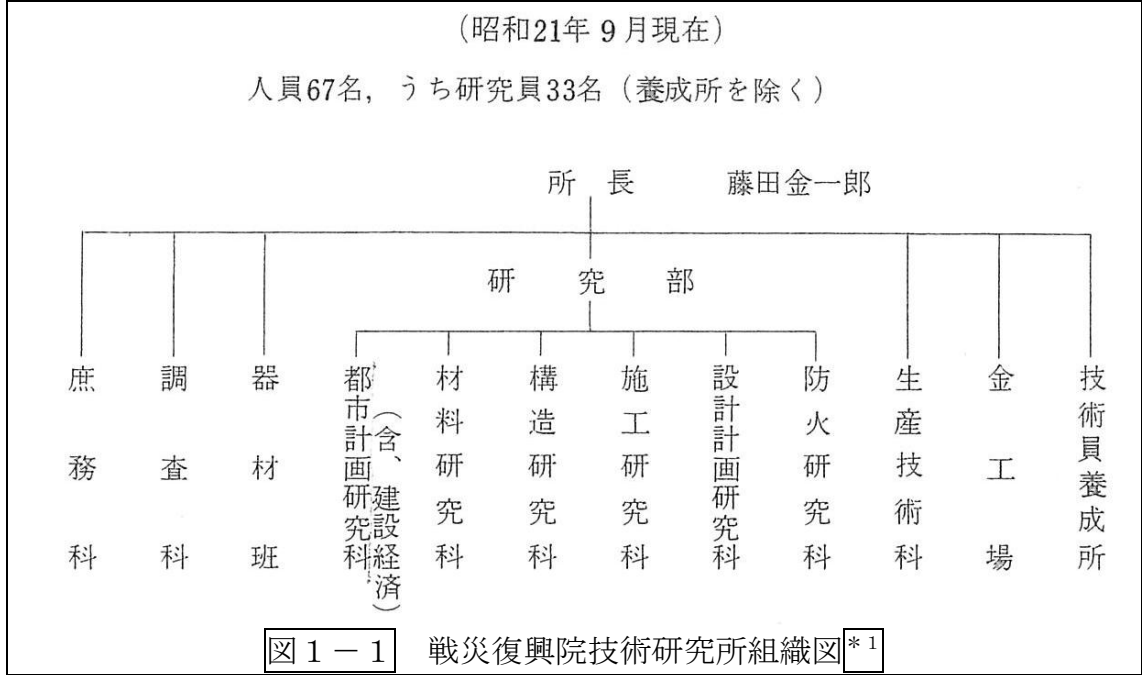 (昭和21年9月現在)
人員67名，うち研究員33名(養成所を除く)
所長　藤田金一郎
研究部
庶務科
調査科
器材班
都市計画研究科
(含、建設経済)
材料研究科
構造研究科
施工研究科
設計計画研究科
防火研究科
生産技術科
金工場
技術員養成所
図1－1　戦災復興院技術研究所組織図*1